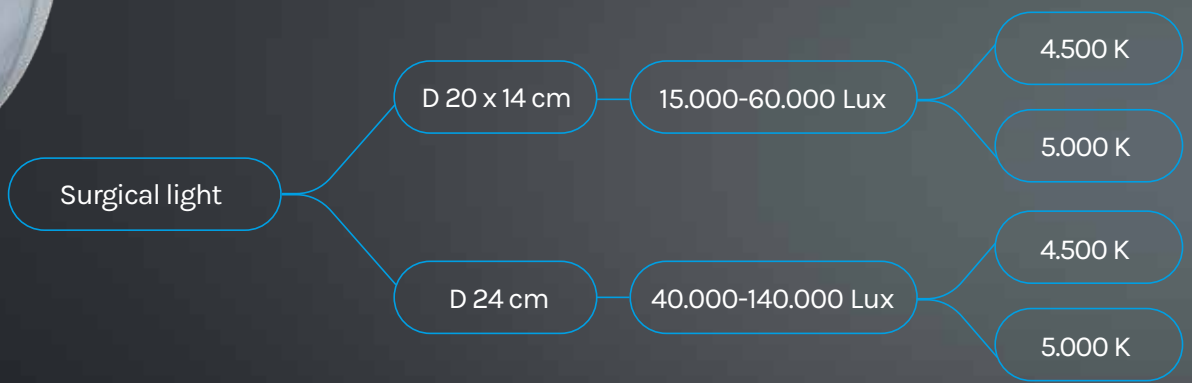 Surgical light
D 20 x 14 cm
15.000-60.000 Lux
4.500 K
5.000 K
D 24 cm
40.000-140.000 Lux
4.500 K
5.000 K